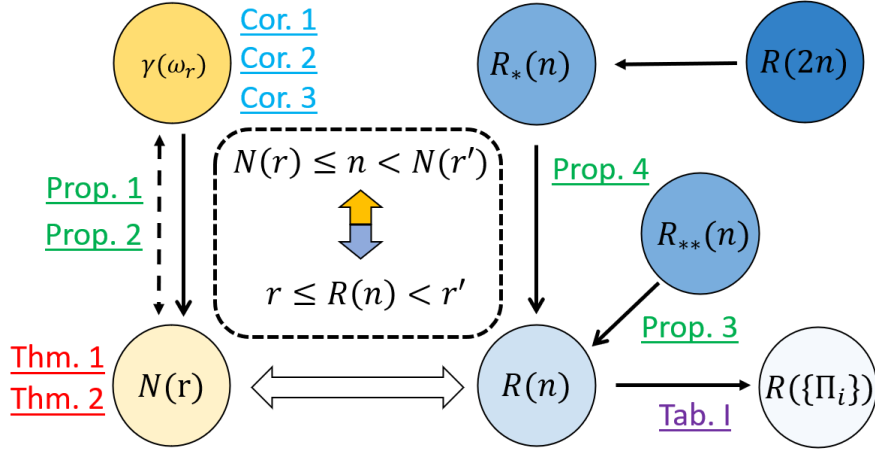 γ(ω_r)
Cor. 1
Cor. 2
Cor. 3
R_*(n)
R(2n)
N(r) ≤ n < N(r′)
r ≤ R(n) < r′
Prop. 1
Prop. 2
Prop. 4
R_{**}(n)
Prop. 3
Thm. 1
Thm. 2
N(r)
R(n)
R({Π_i})
Tab. I